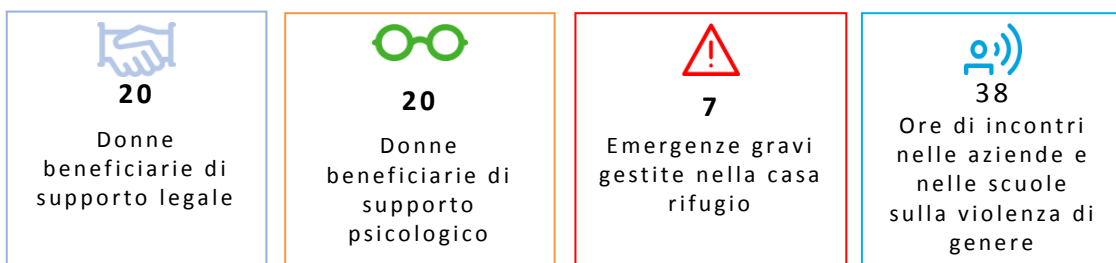 20
Donne
beneficiarie di
supporto legale
20
Donne
beneficiarie di
supporto
psicologico
7
Emergenze gravi
gestite nella casa
rifugio
38
Ore di incontri
nelle aziende e
nelle scuole
sulla violenza di
genere